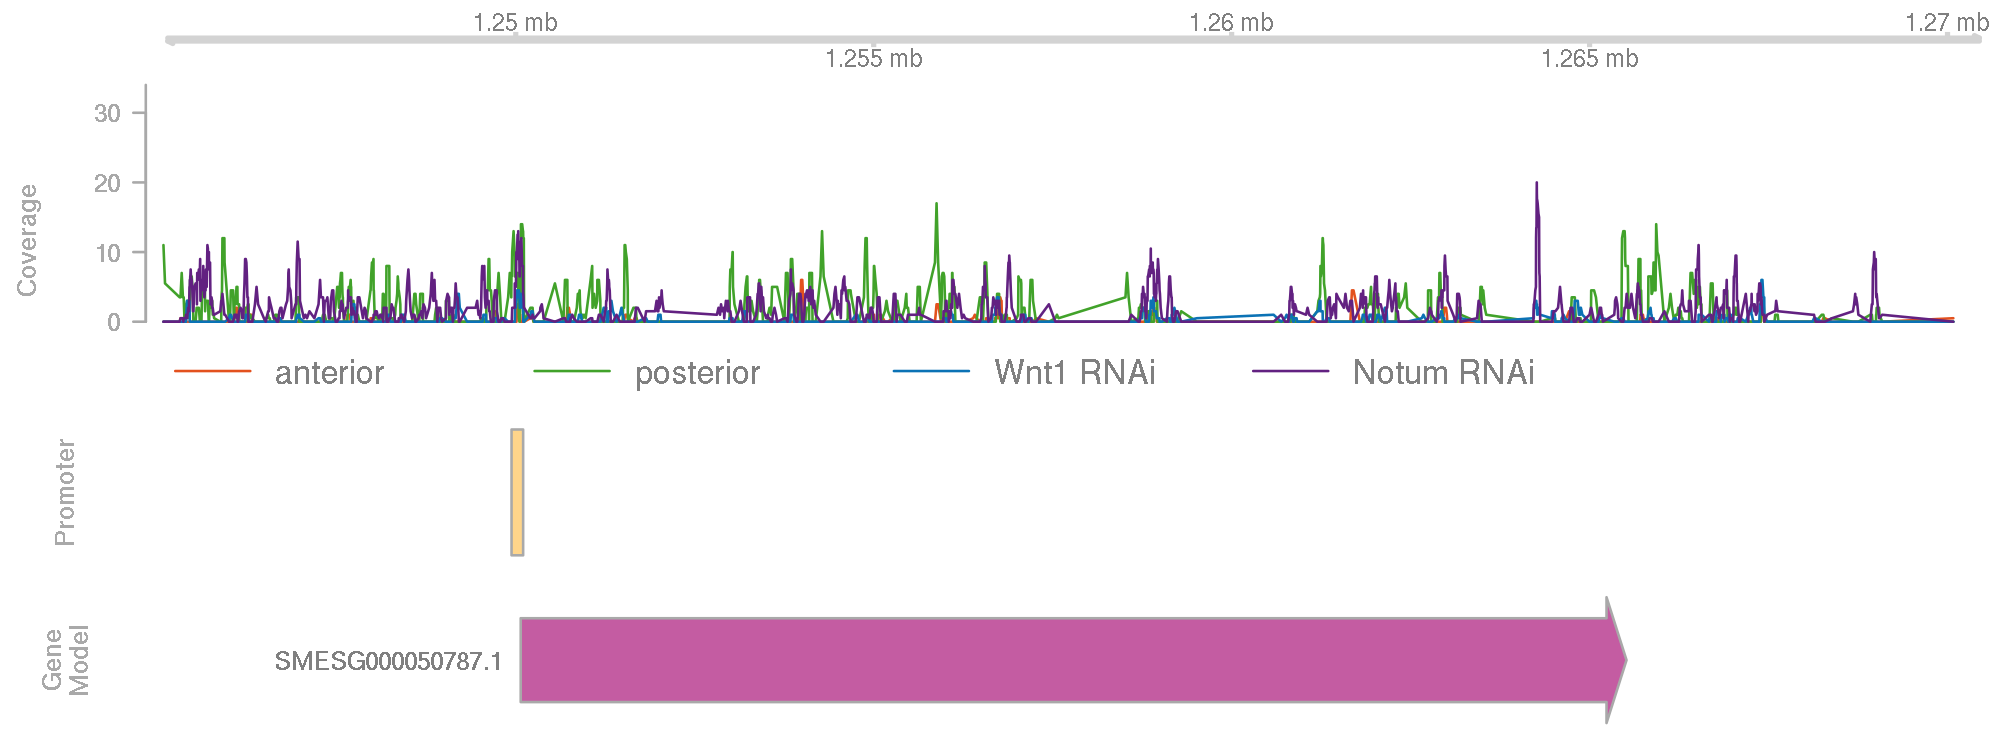 1.25 mb
1.26 mb
1.27 mb
1.255 mb
1.265 mb
Coverage
30
20
10
0
anterior
posterior
Wnt1 RNAi
Notum RNAi
Promoter
Gene
Model
SMESG000050787.1